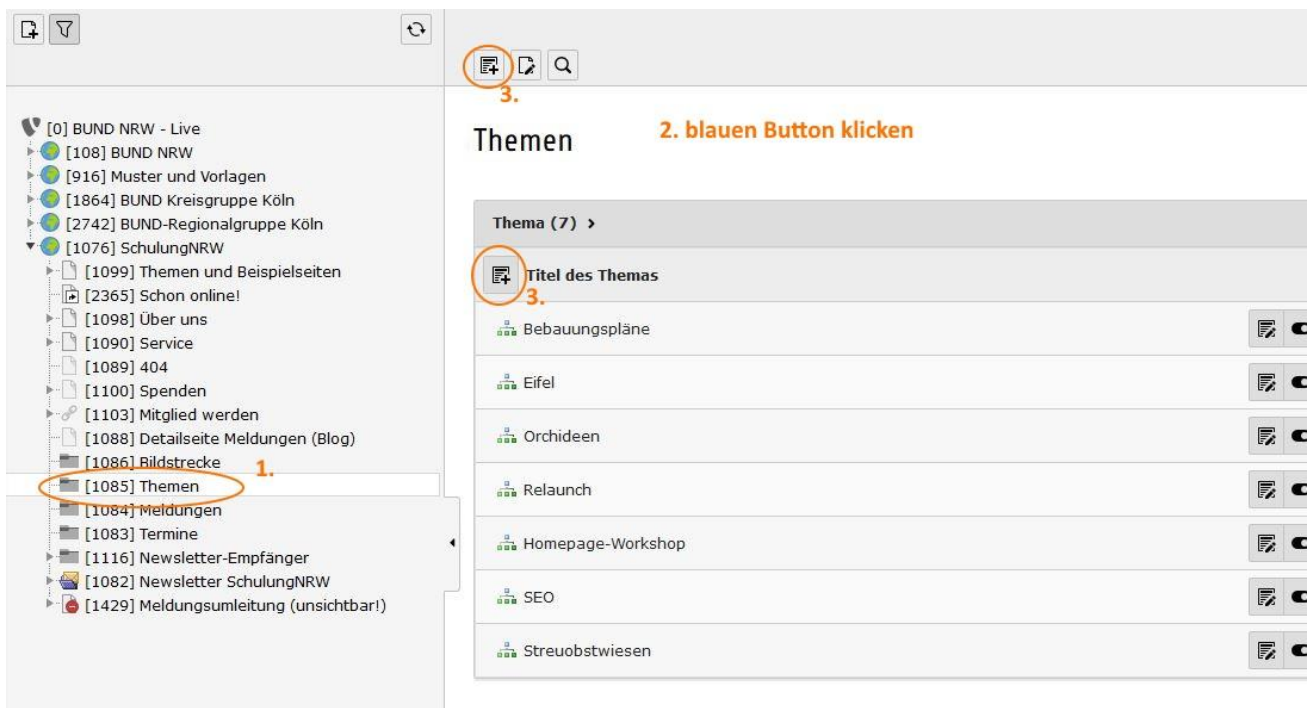 3.
[0] BUND NRW - Live
[108] BUND NRW
[916] Muster und Vorlagen
[1864] BUND Kreisgruppe Köln
[2742] BUND-Regionalgruppe Köln
[1076] SchulungNRW
[1099] Themen und Beispielseiten
[2365] Schon online!
[1098] Über uns
[1090] Service
[1089] 404
[1100] Spenden
[1103] Mitglied werden
[1088] Detailseite Meldungen (Blog)
[1086] Bildstrecke
1.
[1085] Themen
[1084] Meldungen
[1083] Termine
[1116] Newsletter-Empfänger
[1082] Newsletter SchulungNRW
[1429] Meldungsumleitung (unsichtbar!)
Themen
2. blauen Button klicken
Thema (7) >
Titel des Themas
3.
Bebauungspläne
Eifel
Orchideen
Relaunch
Homepage-Workshop
SEO
Streuobstwiesen